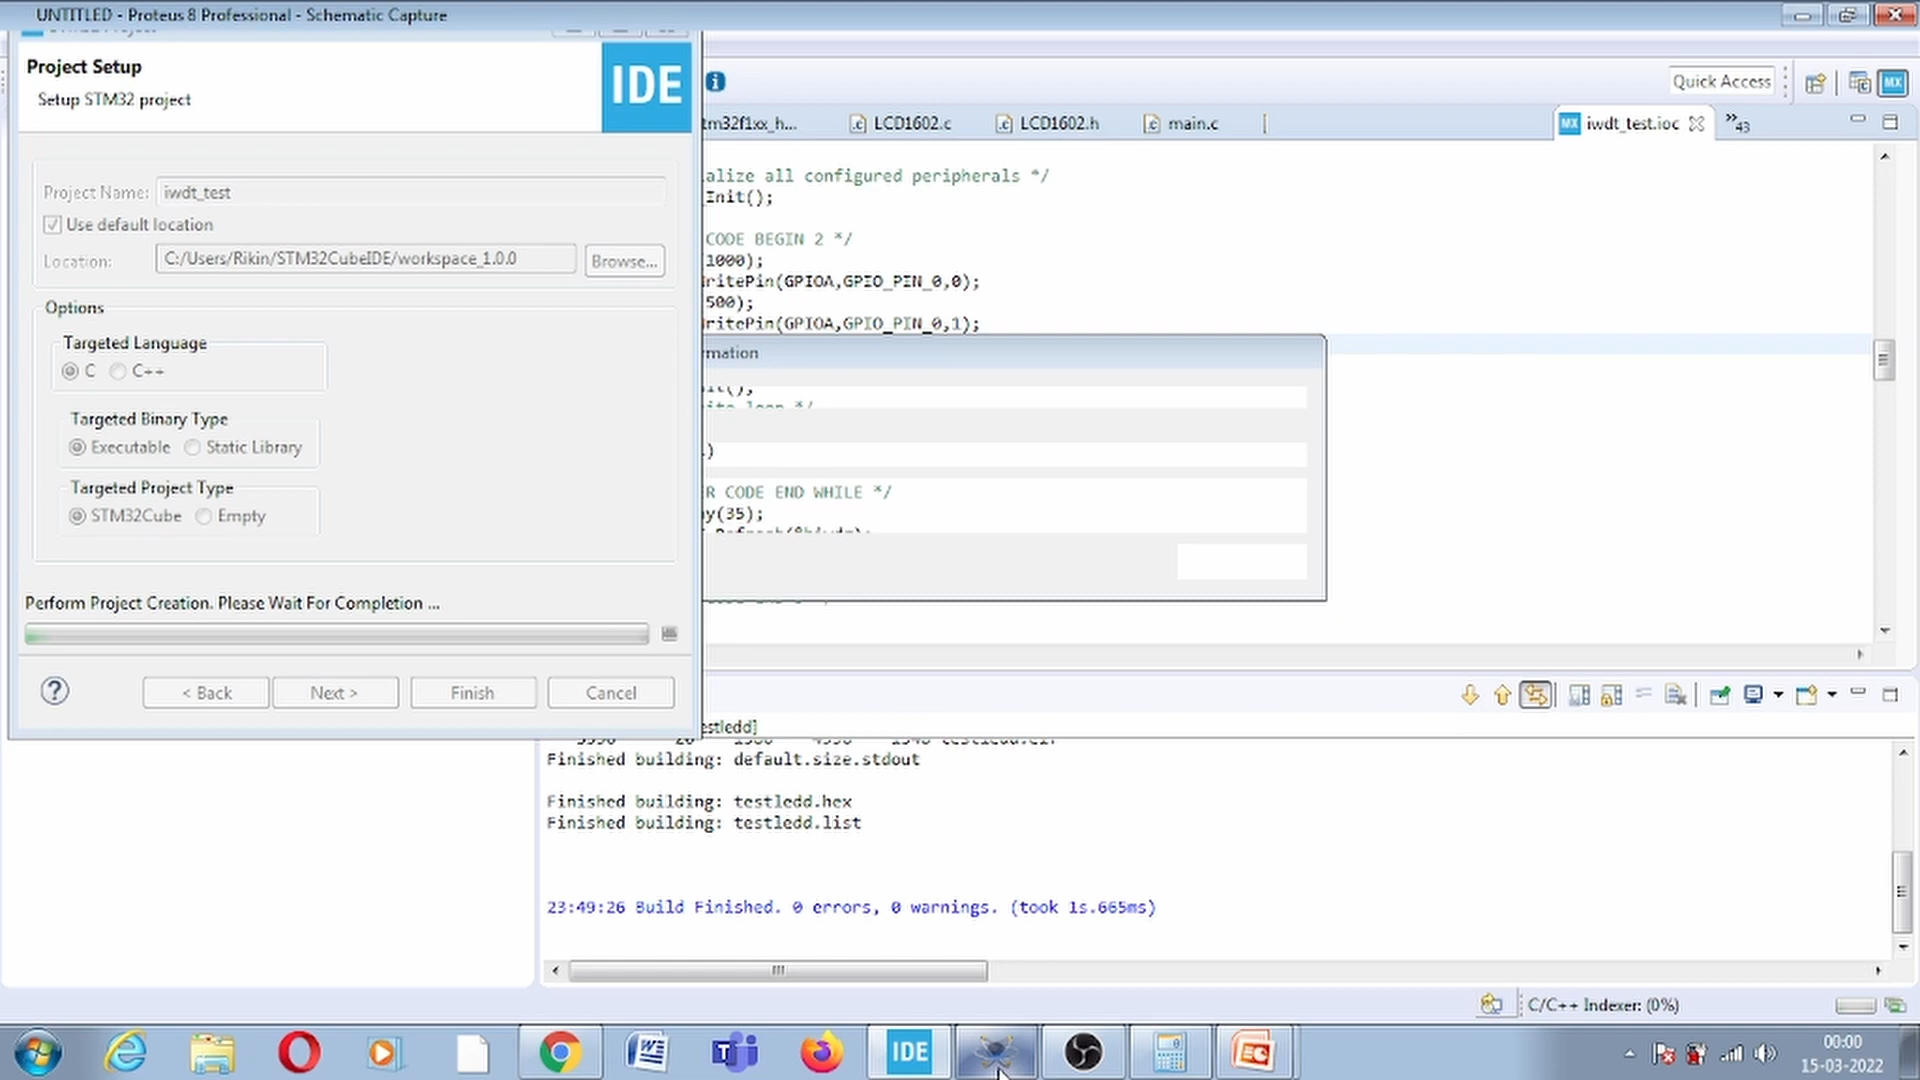 UNTITLED - Proteus 8 Professional - Schematic Capture
Project Setup
Setup STM32 project
IDE
Quick Access
MX
tm32f1xx_h...
LCD1602.c
LCD1602.h
main.c
MX iwdt_test.ioc
»43
Project Name: iwdt_test
Use default location
Location: C:/Users/Rikin/STM32CubeIDE/workspace_1.0.0 Browse...
Options
Targeted Language
C C++
Targeted Binary Type
Executable Static Library
Targeted Project Type
STM32Cube Empty
Perform Project Creation. Please Wait For Completion ...
< Back Next > Finish Cancel
alize all configured peripherals */
Init();
CODE BEGIN 2 */
1000);
WritePin(GPIOA,GPIO_PIN_0,0);
500);
WritePin(GPIOA,GPIO_PIN_0,1);
rmation
R CODE END WHILE */
ay(35);
estledd]
Finished building: default.size.stdout
Finished building: testledd.hex
Finished building: testledd.list
23:49:26 Build Finished. 0 errors, 0 warnings. (took 1s.665ms)
C/C++ Indexer: (0%)
IDE
00:00
15-03-2022